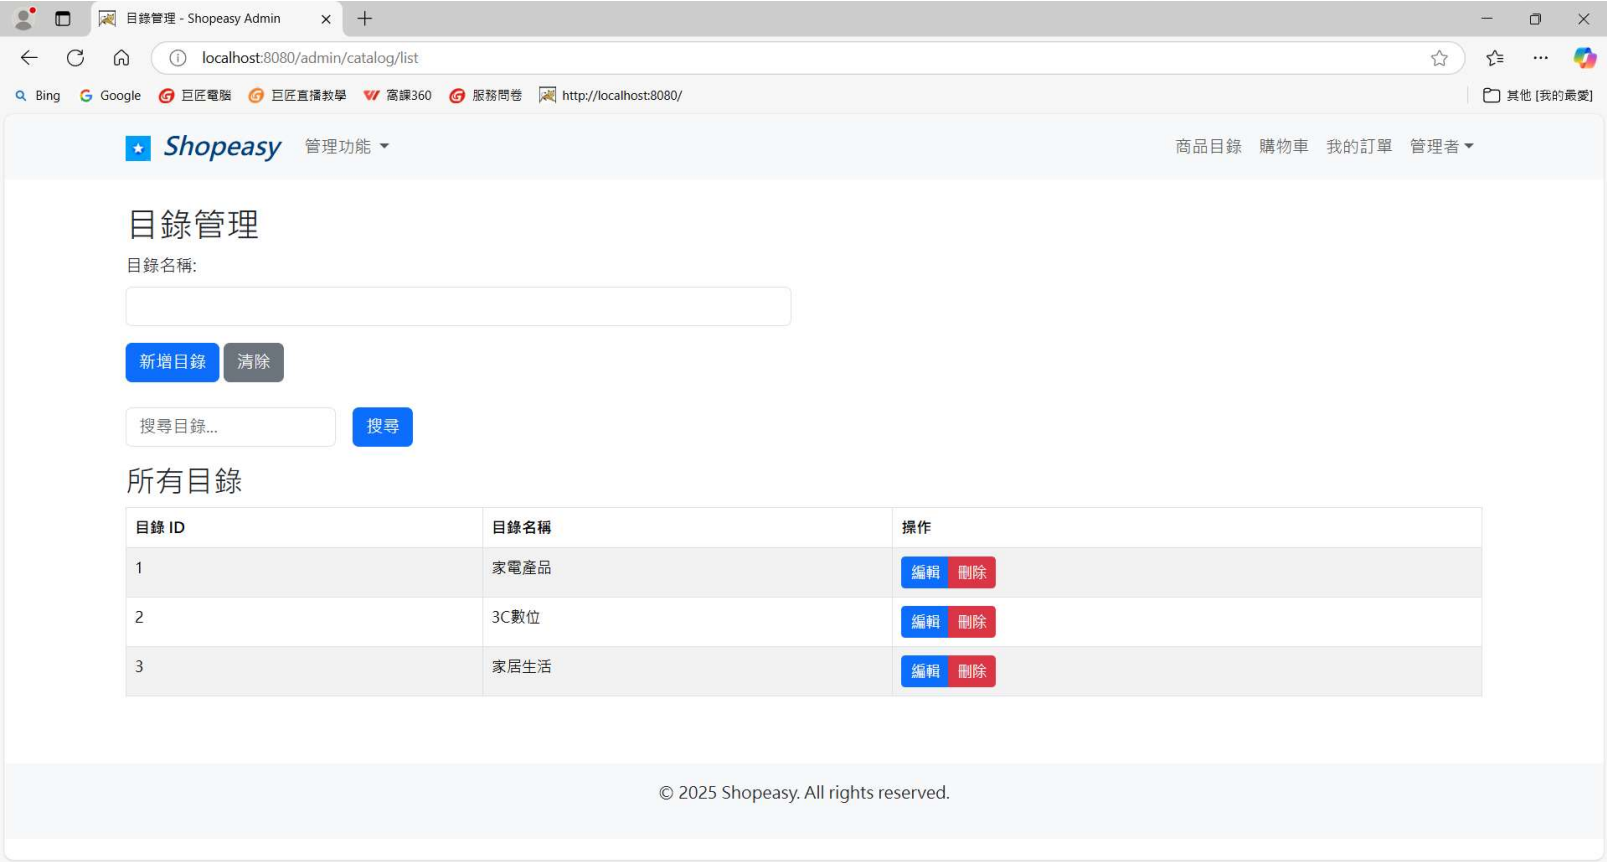 目錄管理 - Shopeasy Admin
localhost:8080/admin/catalog/list
Bing Google 巨匠電腦 巨匠直播教學 窩課360 服務問卷 http://localhost:8080/ 其他 [我的最愛]
Shopeasy 管理功能 商品目錄 購物車 我的訂單 管理者
目錄管理
目錄名稱:
新增目錄 清除
搜尋目錄... 搜尋
所有目錄
目錄 ID 目錄名稱 操作
1 家電產品 編輯 刪除
2 3C數位 編輯 刪除
3 家居生活 編輯 刪除
© 2025 Shopeasy. All rights reserved.